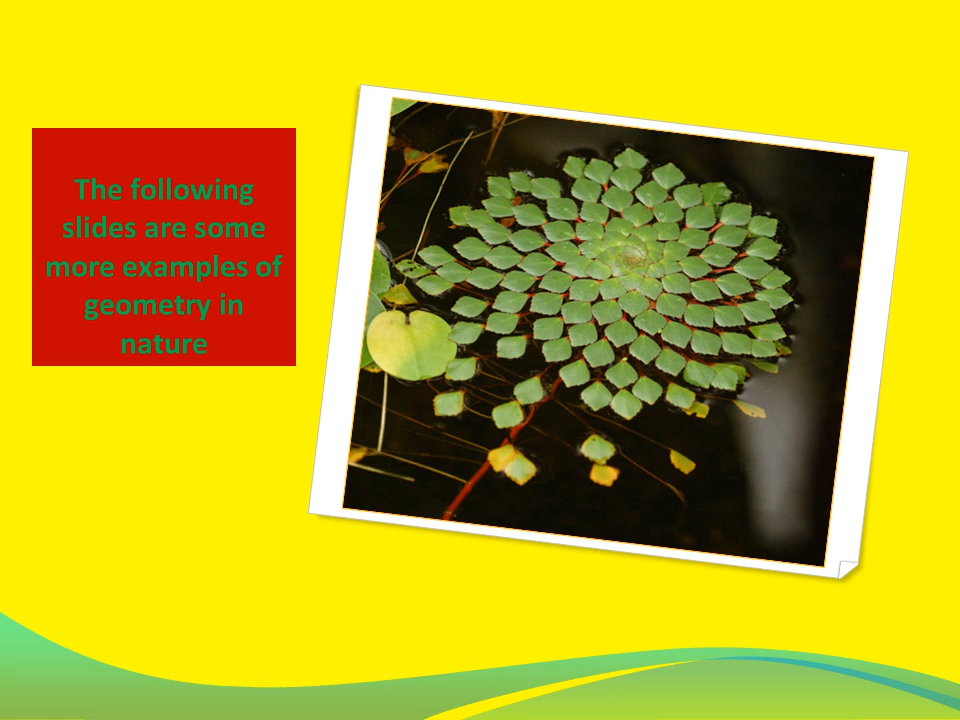 The following
slides are some
more examples of
geometry in
nature